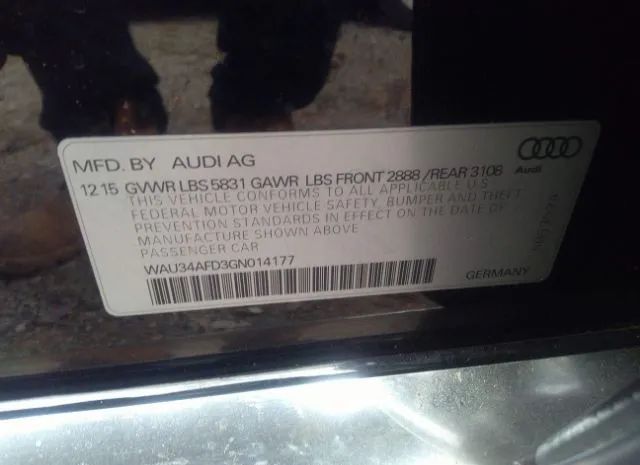 MFD. BY AUDI AG
12 15 GVWR LBS 5831 GAWR LBS FRONT 2888 / REAR 3108
THIS VEHICLE CONFORMS TO ALL APPLICABLE U.S
FEDERAL MOTOR VEHICLE SAFETY, BUMPER AND THEFT
PREVENTION STANDARDS IN EFFECT ON THE DATE OF
MANUFACTURE SHOWN ABOVE
PASSENGER CAR
WAU34AFD3GN014177
GERMANY
Audi